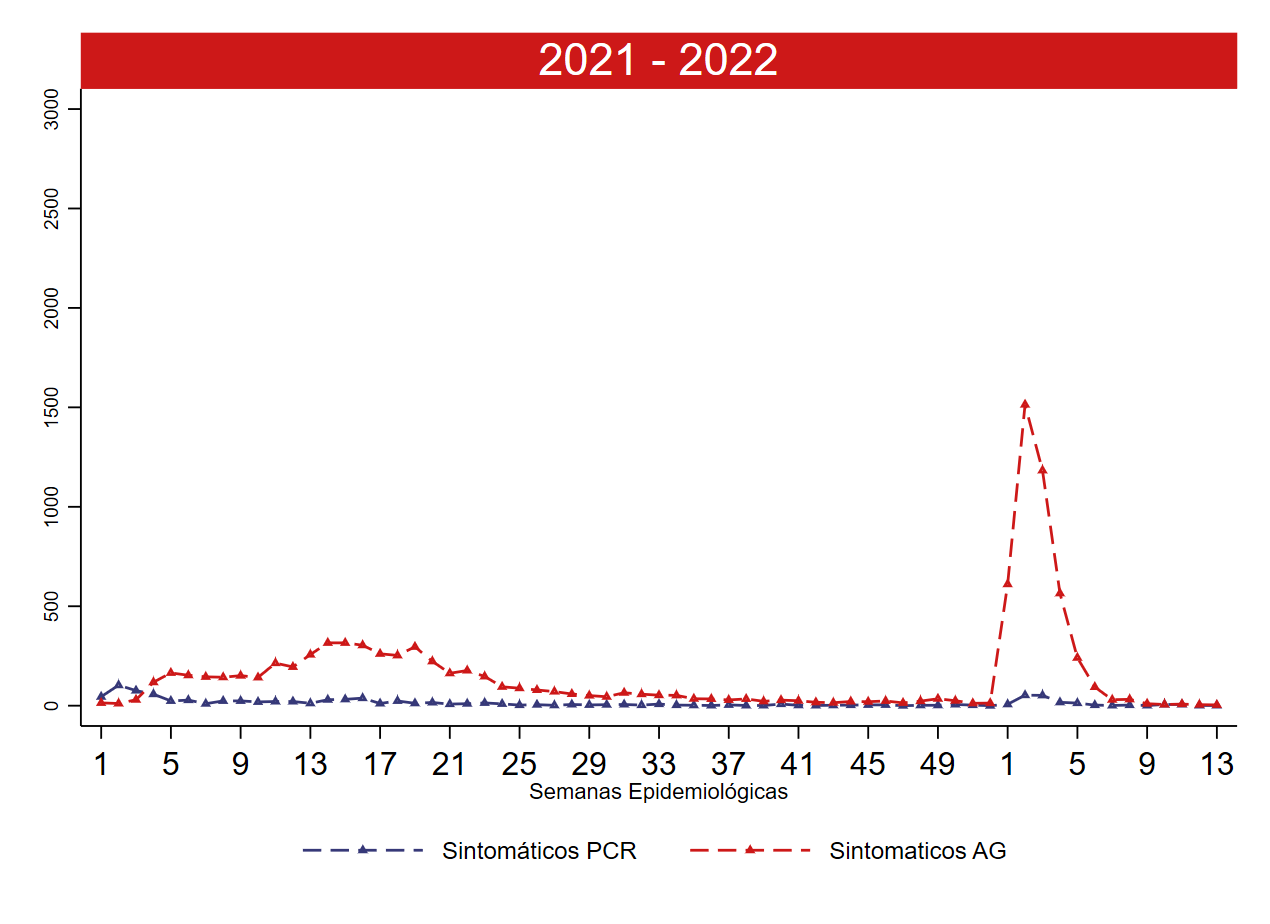 2021 - 2022
3000
2500
2000
1500
1000
500
0
1 5 9 13 17 21 25 29 33 37 41 45 49 1 5 9 13
Semanas Epidemiológicas
Sintomáticos PCR Sintomaticos AG